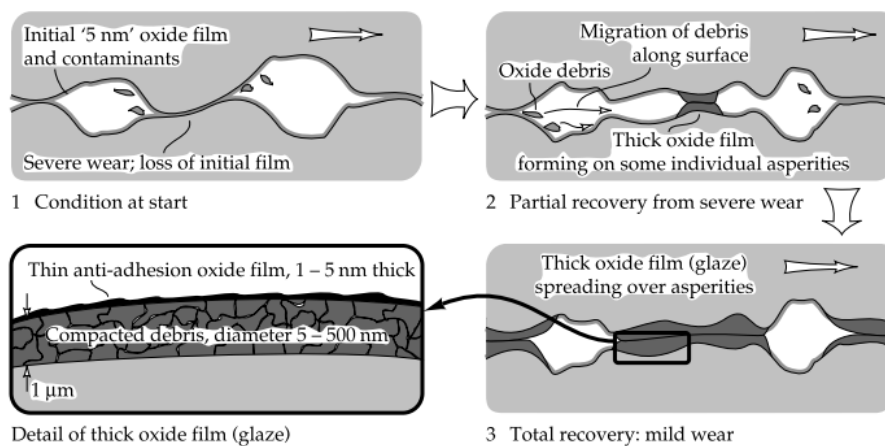 Initial ‘5 nm’ oxide film
and contaminants
Severe wear; loss of initial film
1 Condition at start
Migration of debris
along surface
Oxide debris
Thick oxide film
forming on some individual asperities
2 Partial recovery from severe wear
Thick oxide film (glaze)
spreading over asperities
3 Total recovery: mild wear
Thin anti-adhesion oxide film, 1 – 5 nm thick
Compacted debris, diameter 5 – 500 nm
1 μm
Detail of thick oxide film (glaze)